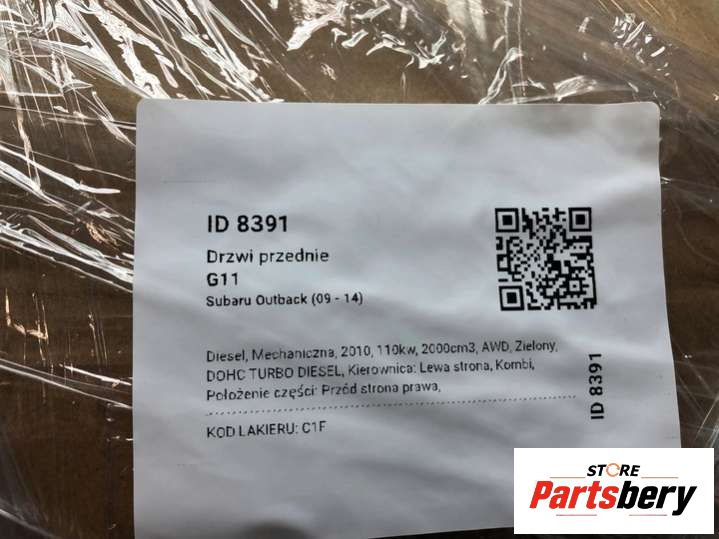 ID 8391
Drzwi przednie
G11
Subaru Outback (09 - 14)
Diesel, Mechaniczna, 2010, 110kw, 2000cm3, AWD, Zielony,
DOHC TURBO DIESEL, Kierownica: Lewa strona, Kombi,
Położenie części: Przód strona prawa,
KOD LAKIERU: C1F
ID 8391
STORE
Partsbery